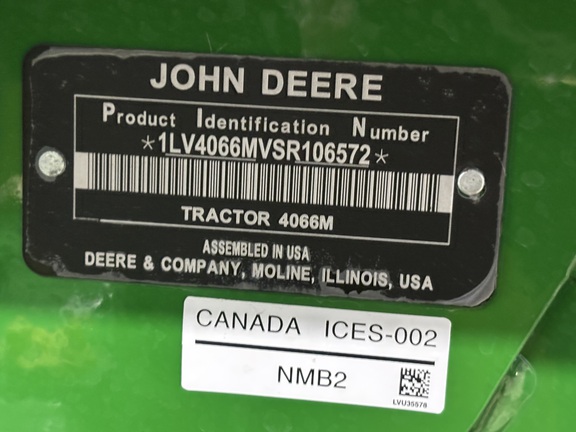 JOHN DEERE
Product Identification Number
*1LV4066MVSR106572*
TRACTOR 4066M
ASSEMBLED IN USA
DEERE & COMPANY, MOLINE, ILLINOIS, USA
CANADA ICES-002
NMB2
LVU35578